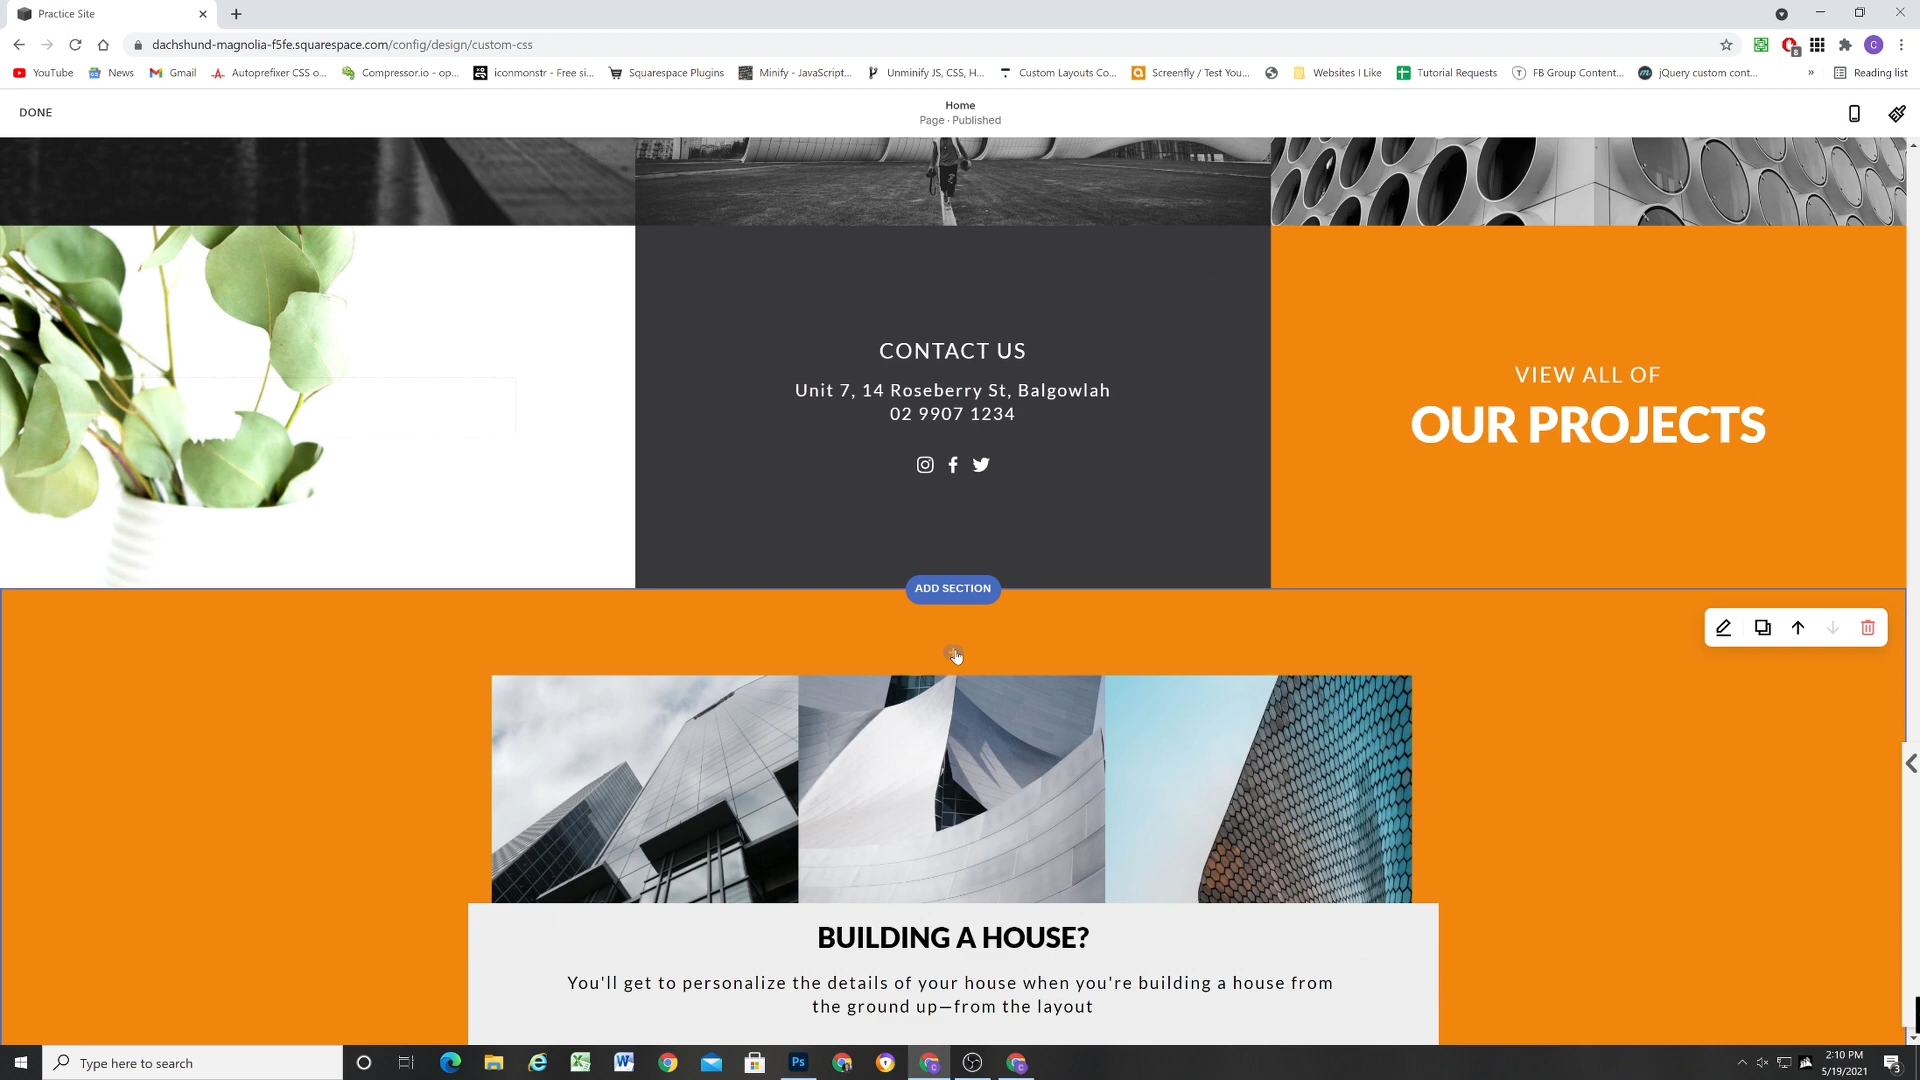 Practice Site
dachshund-magnolia-f5fe.squarespace.com/config/design/custom-css
8
C
YouTube
News
Gmail
Autoprefixer CSS o...
Compressor.io - op...
iconmonstr - Free si...
Squarespace Plugins
Minify - JavaScript...
Unminify JS, CSS, H...
Custom Layouts Co...
Screenfly / Test You...
Websites I Like
Tutorial Requests
FB Group Content...
jQuery custom cont...
»
Reading list
DONE
Home
Page · Published
CONTACT US
Unit 7, 14 Roseberry St, Balgowlah
02 9907 1234
VIEW ALL OF
OUR PROJECTS
ADD SECTION
BUILDING A HOUSE?
You'll get to personalize the details of your house when you're building a house from
the ground up—from the layout
Type here to search
Ps
2:10 PM
5/19/2021
3